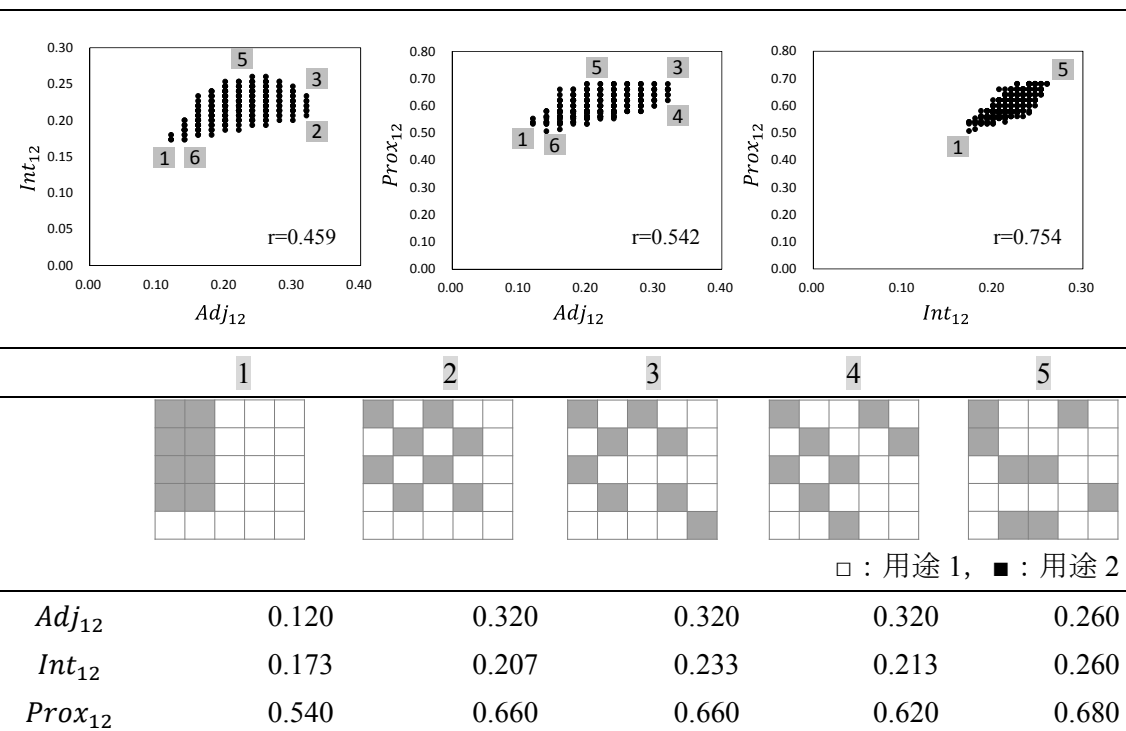 0.30
0.25
0.20
0.15
0.10
0.05
0.00
0.00 0.10 0.20 0.30 0.40
Int12
Adj12
5
3
2
1 6
r=0.459
0.80
0.70
0.60
0.50
0.40
0.30
0.20
0.10
0.00
0.00 0.10 0.20 0.30 0.40
Prox12
Adj12
5 3
4
1 6
r=0.542
0.80
0.70
0.60
0.50
0.40
0.30
0.20
0.10
0.00
0.00 0.10 0.20 0.30
Prox12
Int12
5
1
r=0.754
1 2 3 4 5
□：用途 1，■：用途 2
Adj12 0.120 0.320 0.320 0.320 0.260
Int12 0.173 0.207 0.233 0.213 0.260
Prox12 0.540 0.660 0.660 0.620 0.680